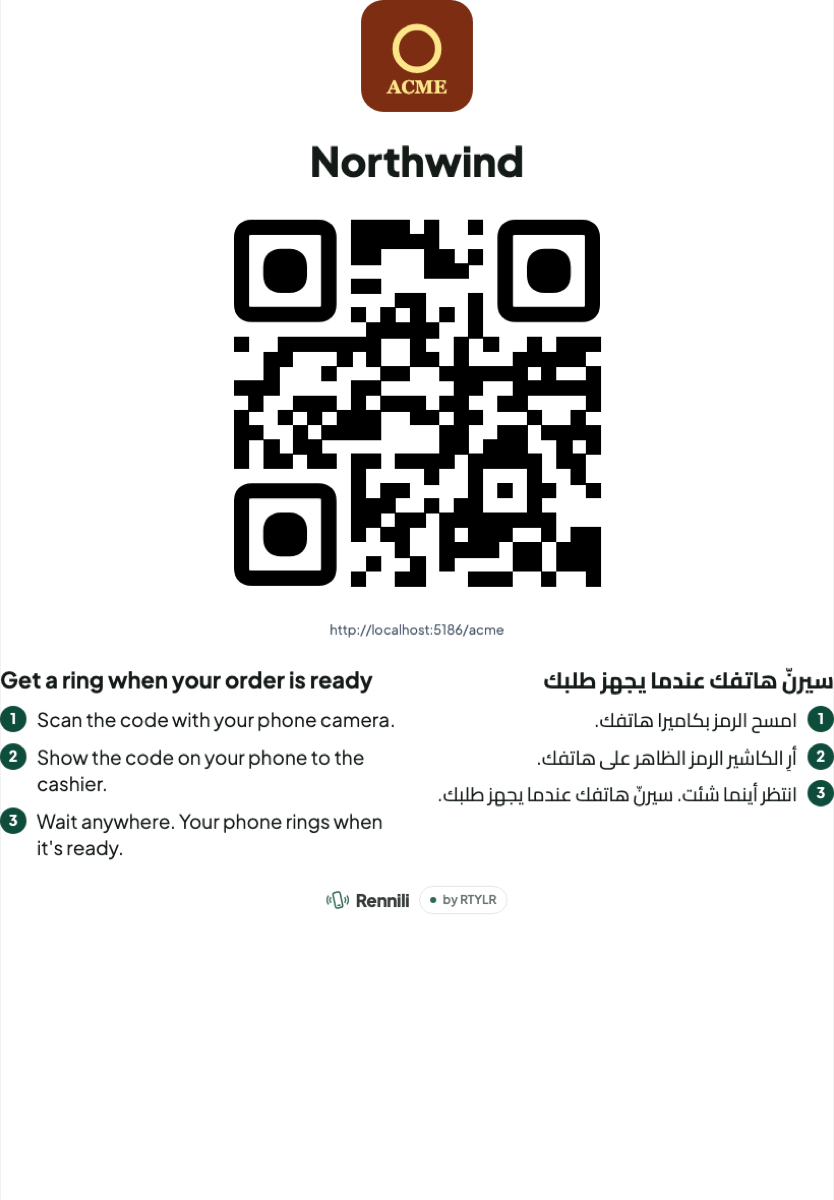 ACME
Northwind
http://localhost:5186/acme
Get a ring when your order is ready
1 Scan the code with your phone camera.
2 Show the code on your phone to the
cashier.
3 Wait anywhere. Your phone rings when
it's ready.
سيرنّ هاتفك عندما يجهز طلبك
1 امسح الرمز بكاميرا هاتفك.
2 أرِ الكاشير الرمز الظاهر على هاتفك.
3 انتظر أينما شئت. سيرنّ هاتفك عندما يجهز طلبك.
Rennili
by RTYLR